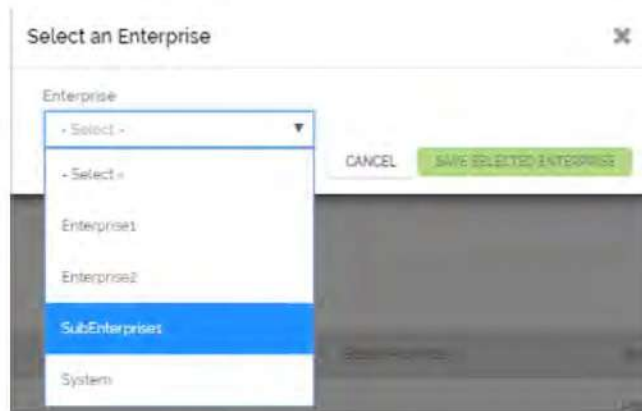 Select an Enterprise
Enterprise
- Select -
- Select -
CANCEL
SAVE SELECTED ENTERPRISE
Enterprise1
Enterprise2
SubEnterprise1
System